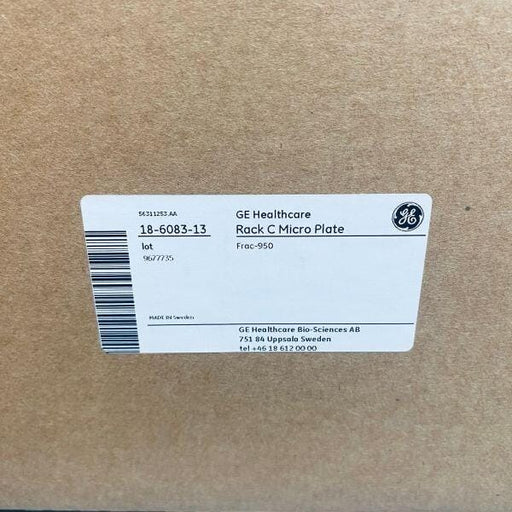 56311253.AA
18-6083-13
lot
9677735
GE Healthcare
Rack C Micro Plate
Frac-950
GE
MADE IN Sweden
GE Healthcare Bio-Sciences AB
751 84 Uppsala Sweden
tel +46 18 612 00 00